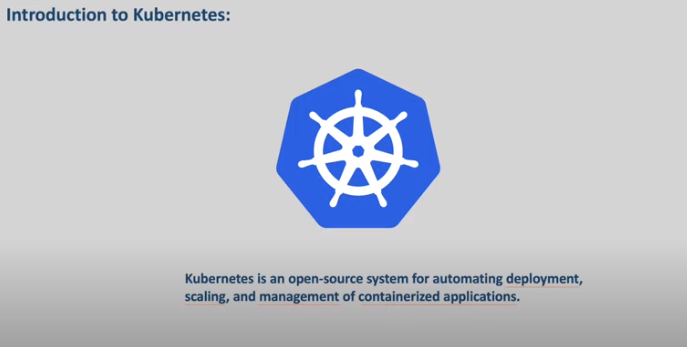 Introduction to Kubernetes:
Kubernetes is an open-source system for automating deployment,
scaling, and management of containerized applications.